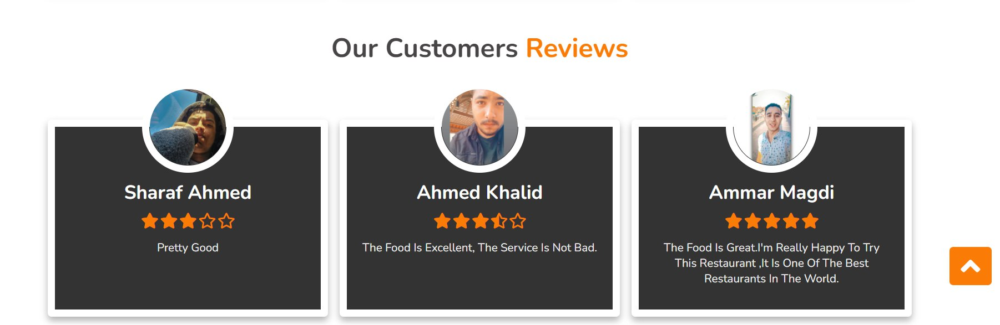 Our Customers Reviews
Sharaf Ahmed
Pretty Good
Ahmed Khalid
The Food Is Excellent, The Service Is Not Bad.
Ammar Magdi
The Food Is Great.I'm Really Happy To Try
This Restaurant ,It Is One Of The Best
Restaurants In The World.